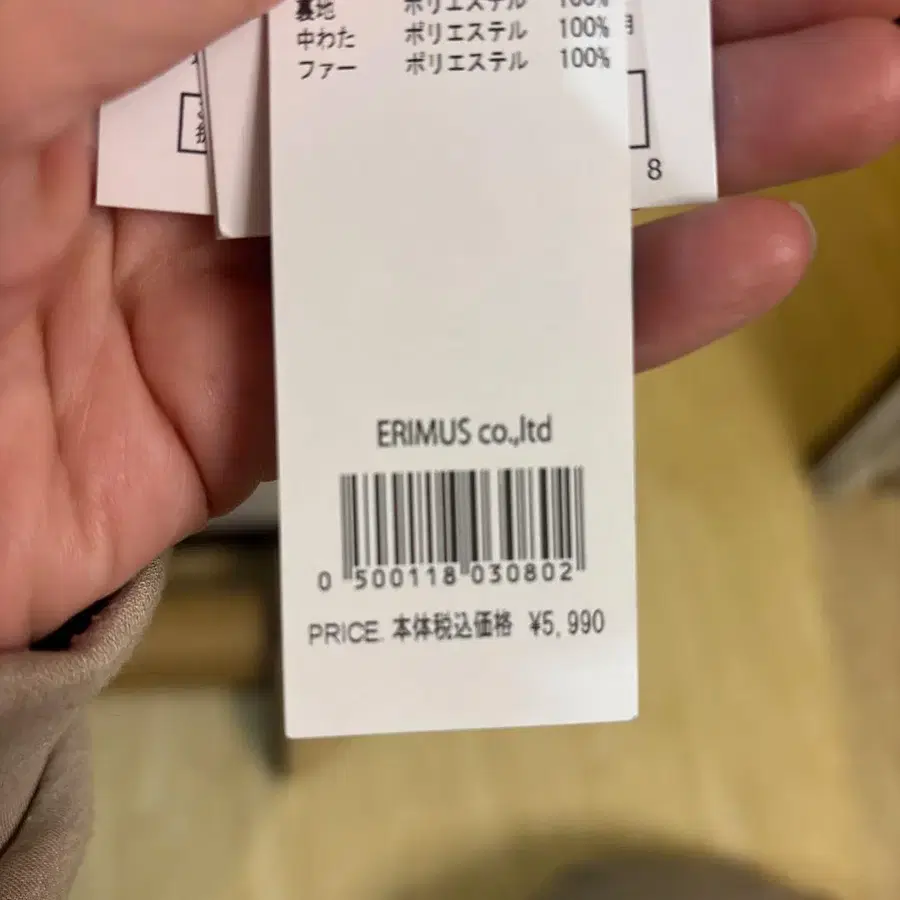 裏地 ポリエステル 100%
中わた ポリエステル 100%
ファー ポリエステル 100%
8
ERIMUS co.,ltd
0 500118 030802
PRICE. 本体税込価格 ¥5,990